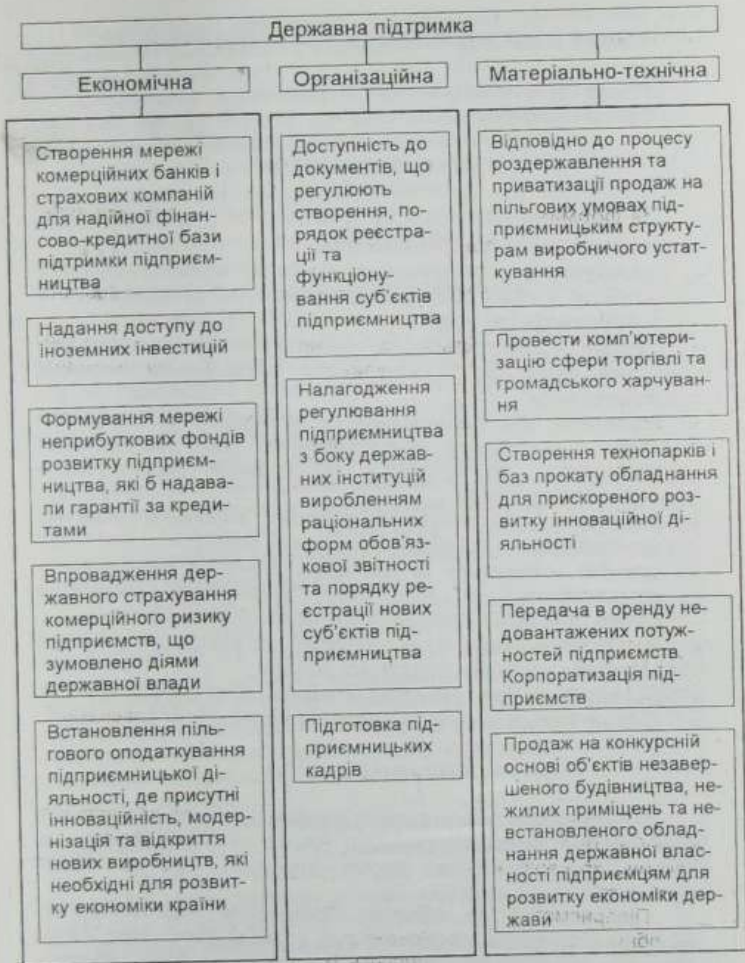 Державна підтримка
Економічна
Організаційна
Матеріально-технічна
Створення мережі
комерційних банків і
страхових компаній
для надійної фінан-
сово-кредитної бази
підтримки підприєм-
ництва
Надання доступу до
іноземних інвестицій
Формування мережі
неприбуткових фондів
розвитку підприєм-
ництва, які б надава-
ли гарантії за креди-
тами
Впровадження дер-
жавного страхування
комерційного ризику
підприємств, що
зумовлено діями
державної влади
Встановлення піль-
гового оподаткування
підприємницької ді-
яльності, де присутні
інноваційність, модер-
нізація та відкриття
нових виробництв, які
необхідні для розвит-
ку економіки країни
Доступність до
документів, що
регулюють
створення, по-
рядок реєстра-
ції та
функціону-
вання суб'єктів
підприємництва
Налагодження
регулювання
підприємництва
з боку держав-
них інституцій
виробленням
раціональних
форм обов'яз-
кової звітності
та порядку ре-
єстрації нових
суб'єктів під-
приємництва
Підготовка під-
приємницьких
кадрів
Відповідно до процесу
роздержавлення та
приватизації продаж на
пільгових умовах під-
приємницьким структу-
рам виробничого устат-
кування
Провести комп'ютери-
зацію сфери торгівлі та
громадського харчуван-
ня
Створення технопарків і
баз прокату обладнання
для прискореного роз-
витку інноваційної ді-
яльності
Передача в оренду не-
довантажених потуж-
ностей підприємств.
Корпоратизація під-
приємств
Продаж на конкурсній
основі об'єктів незавер-
шеного будівництва, не-
жилих приміщень та не-
встановленого облад-
нання державної влас-
ності підприємцям для
розвитку економіки дер-
жави